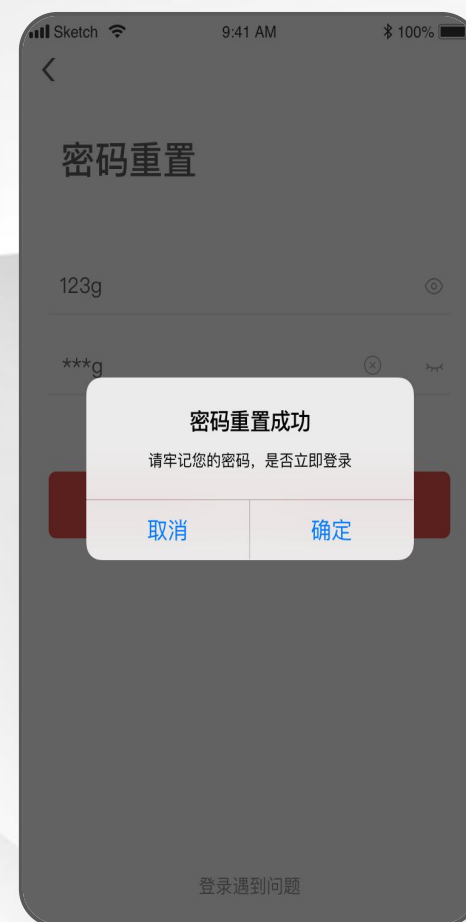 Sketch 9:41 AM 100%
密码重置
123g
***g
密码重置成功
请牢记您的密码，是否立即登录
取消 确定
登录遇到问题